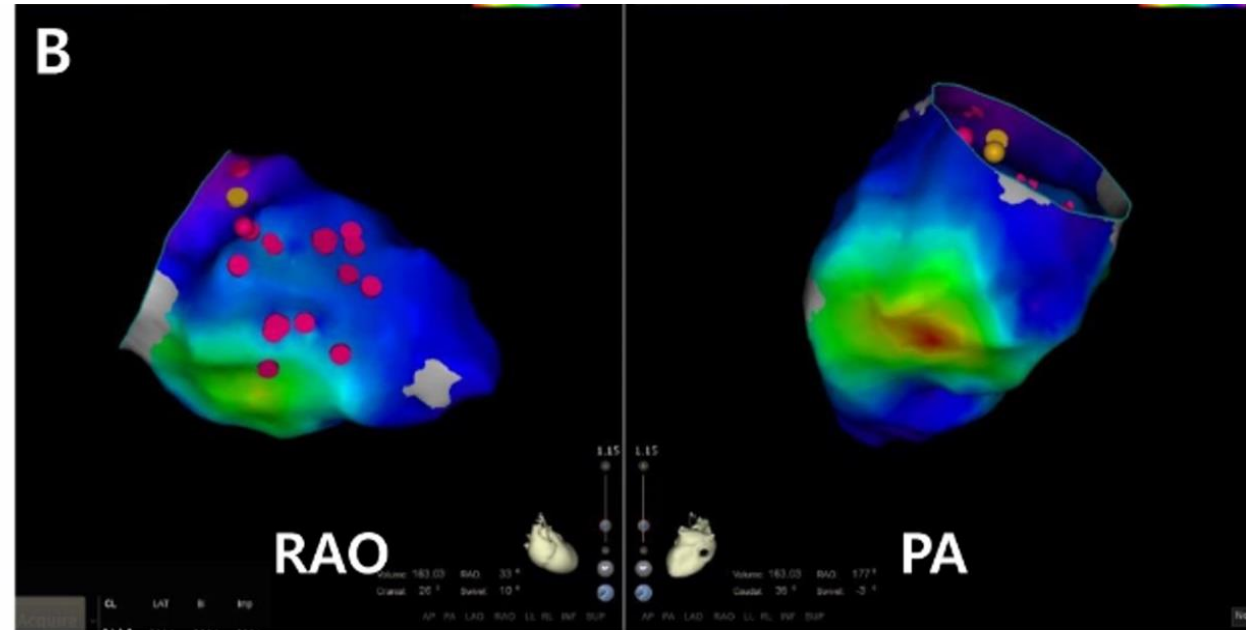 B
1.15 1.15
RAO
PA
Volume: 163.03 RAO: 33 °
Cranial: 26 ° Swivel: 10 °
AP PA LAO RAO LL RL INF SUP
Volume: 163.03 RAO: 177 °
Caudal: 36 ° Swivel: -3 °
AP PA LAO RAO LL RL INF SUP
Acquire
CL LAT Bi Imp